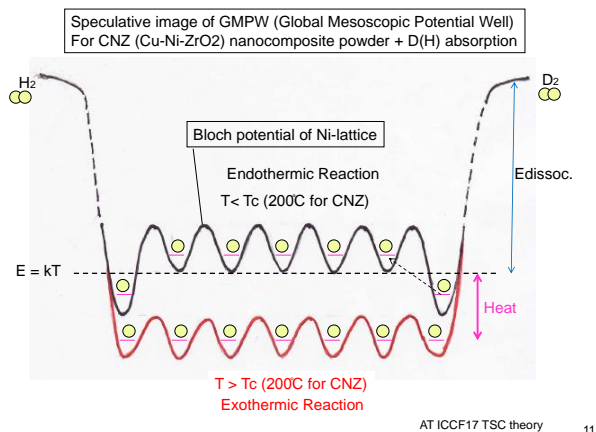 Speculative image of GMPW (Global Mesoscopic Potential Well)
For CNZ (Cu-Ni-ZrO2) nanocomposite powder + D(H) absorption
H2
D2
Bloch potential of Ni-lattice
Endothermic Reaction
Edissoc.
T< Tc (200℃ for CNZ)
E = kT
Heat
T > Tc (200℃ for CNZ)
Exothermic Reaction
AT ICCF17 TSC theory
11